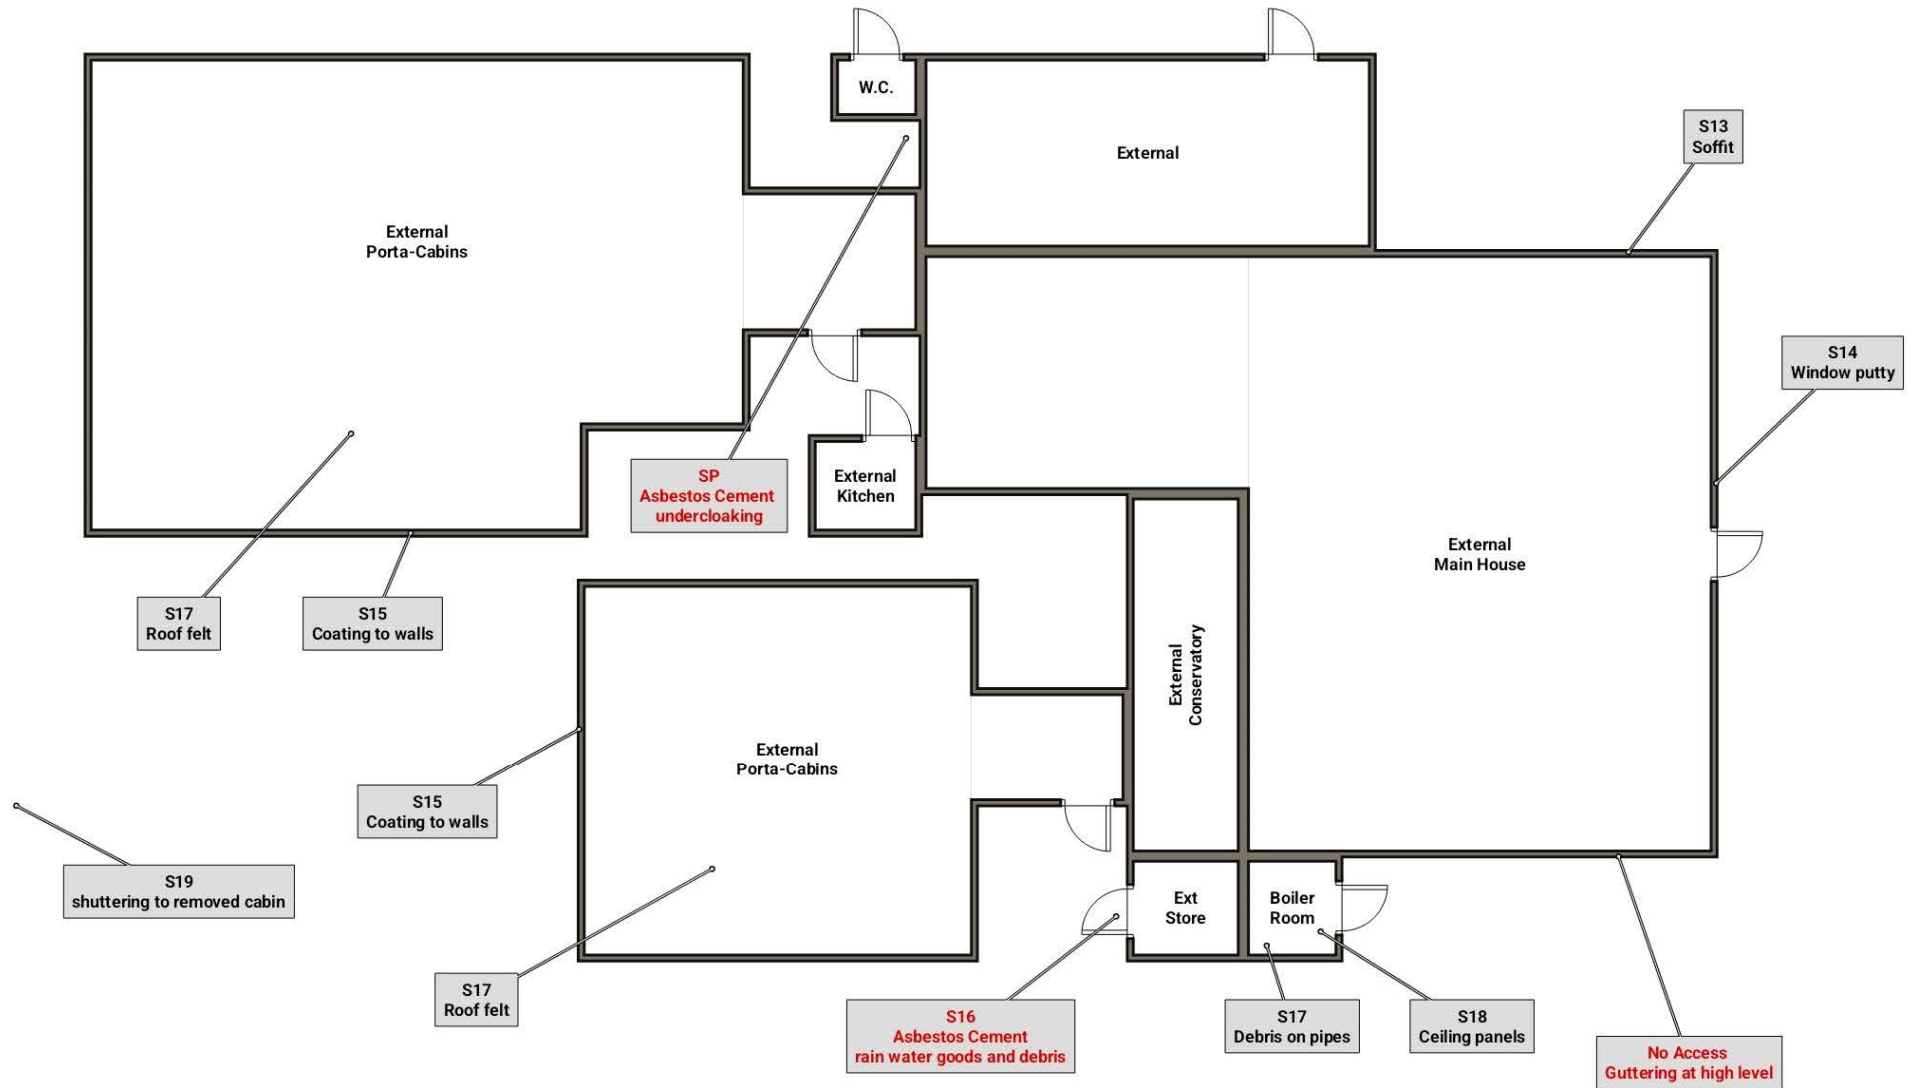 W.C.
External
S13
Soffit
External
Porta-Cabins
S14
Window putty
SP
Asbestos Cement
undercloaking
External
Kitchen
External
Main House
S17
Roof felt
S15
Coating to walls
External
Conservatory
External
Porta-Cabins
S15
Coating to walls
S19
shuttering to removed cabin
Ext
Store
Boiler
Room
S17
Roof felt
S16
Asbestos Cement
rain water goods and debris
S17
Debris on pipes
S18
Ceiling panels
No Access
Guttering at high level